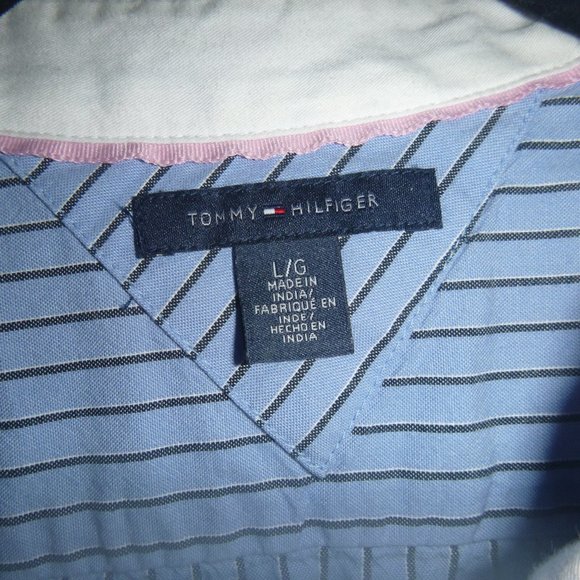 TOMMY HILFIGER
L/G
MADE IN
INDIA/
FABRIQUÉ EN
INDE/
HECHO EN
INDIA